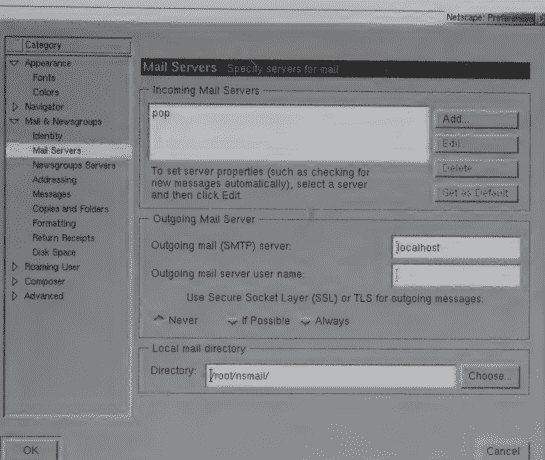 Netscape: Preferences
Category
Appearance
Fonts
Colors
Navigator
Mail & Newsgroups
Identity
Mail Servers
Newsgroups Servers
Addressing
Messages
Copies and Folders
Formatting
Return Receipts
Disk Space
Roaming User
Composer
Advanced
Mail Servers Specify servers for mail
Incoming Mail Servers
pop
Add...
Edit...
Delete
Set as Default
To set server properties (such as checking for
new messages automatically), select a server
and then click Edit.
Outgoing Mail Server
Outgoing mail (SMTP) server:
localhost
Outgoing mail server user name:
Use Secure Socket Layer (SSL) or TLS for outgoing messages:
Never If Possible Always
Local mail directory
Directory: /root/nsmail/ Choose...
OK Cancel